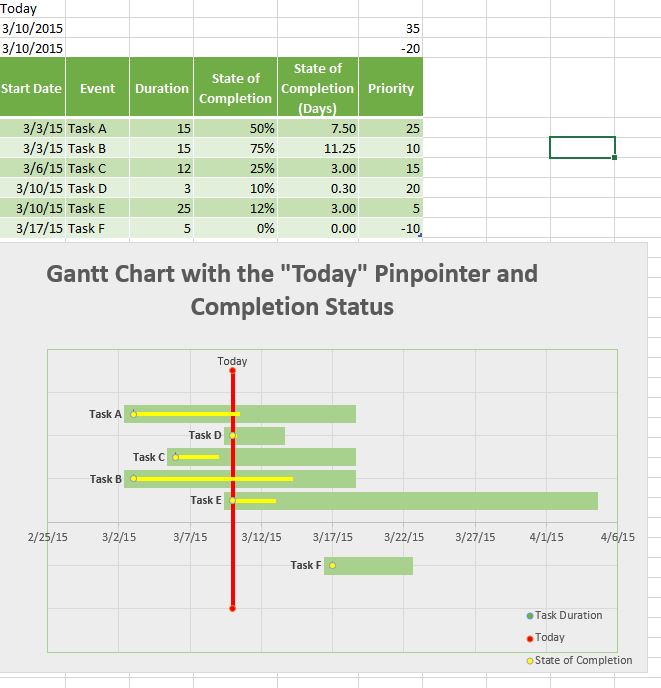 Today
3/10/2015 35
3/10/2015 -20
Start Date Event Duration State of Completion State of Completion (Days) Priority
3/3/15 Task A 15 50% 7.50 25
3/3/15 Task B 15 75% 11.25 10
3/6/15 Task C 12 25% 3.00 15
3/10/15 Task D 3 10% 0.30 20
3/10/15 Task E 25 12% 3.00 5
3/17/15 Task F 5 0% 0.00 -10
Gantt Chart with the "Today" Pinpointer and
Completion Status
Today
Task A
Task D
Task C
Task B
Task E
2/25/15 3/2/15 3/7/15 3/12/15 3/17/15 3/22/15 3/27/15 4/1/15 4/6/15
Task F
Task Duration
Today
State of Completion